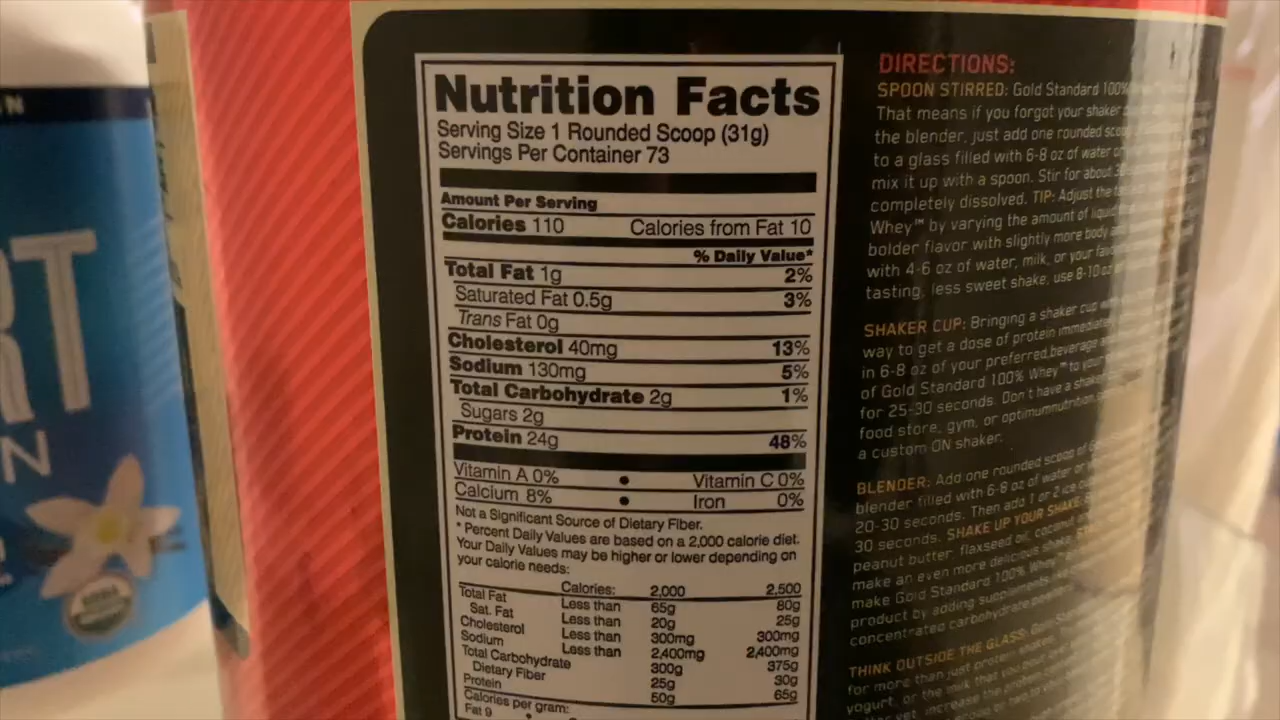 Nutrition Facts
Serving Size 1 Rounded Scoop (31g)
Servings Per Container 73
Amount Per Serving
Calories 110 Calories from Fat 10
% Daily Value*
Total Fat 1g 2%
Saturated Fat 0.5g 3%
Trans Fat 0g
Cholesterol 40mg 13%
Sodium 130mg 5%
Total Carbohydrate 2g 1%
Sugars 2g
Protein 24g 48%
Vitamin A 0% • Vitamin C 0%
Calcium 8% • Iron 0%
Not a Significant Source of Dietary Fiber.
* Percent Daily Values are based on a 2,000 calorie diet.
Your Daily Values may be higher or lower depending on
your calorie needs:
Calories: 2,000 2,500
Total Fat Less than 65g 80g
Sat. Fat Less than 20g 25g
Cholesterol Less than 300mg 300mg
Sodium Less than 2,400mg 2,400mg
Total Carbohydrate 300g 375g
Dietary Fiber 25g 30g
Protein 50g 65g
Calories per gram:
Fat 9 •
DIRECTIONS:
SPOON STIRRED: Gold Standard 100%
That means if you forgot your shaker
the blender, just add one rounded
to a glass filled with 6-8 oz of water
mix it up with a spoon. Stir for about
completely dissolved. TIP: Adjust the
Whey™ by varying the amount of liquid
bolder flavor with slightly more body
with 4-6 oz of water, milk, or your
tasting, less sweet shake, use 8-10 oz
SHAKER CUP: Bringing a shaker cup
way to get a dose of protein
in 6-8 oz of your preferred beverage
of Gold Standard 100% Whey™ to your
for 25-30 seconds. Don't have a
food store, gym, or
a custom ON shaker.
BLENDER: Add one rounded scoop of
blender filled with 6-8 oz of water or
20-30 seconds. Then add 1 or 2 ice
30 seconds. SHAKE UP YOUR SHAKE:
peanut butter, flaxseed oil, coconut
make an even more delicious shake.
make Gold Standard 100% Whey™
product by adding supplements
concentrated carbohydrate
THINK OUTSIDE THE GLASS:
for more than just protein shakes.
yogurt, or the milk that you
yet, increase the protein
N